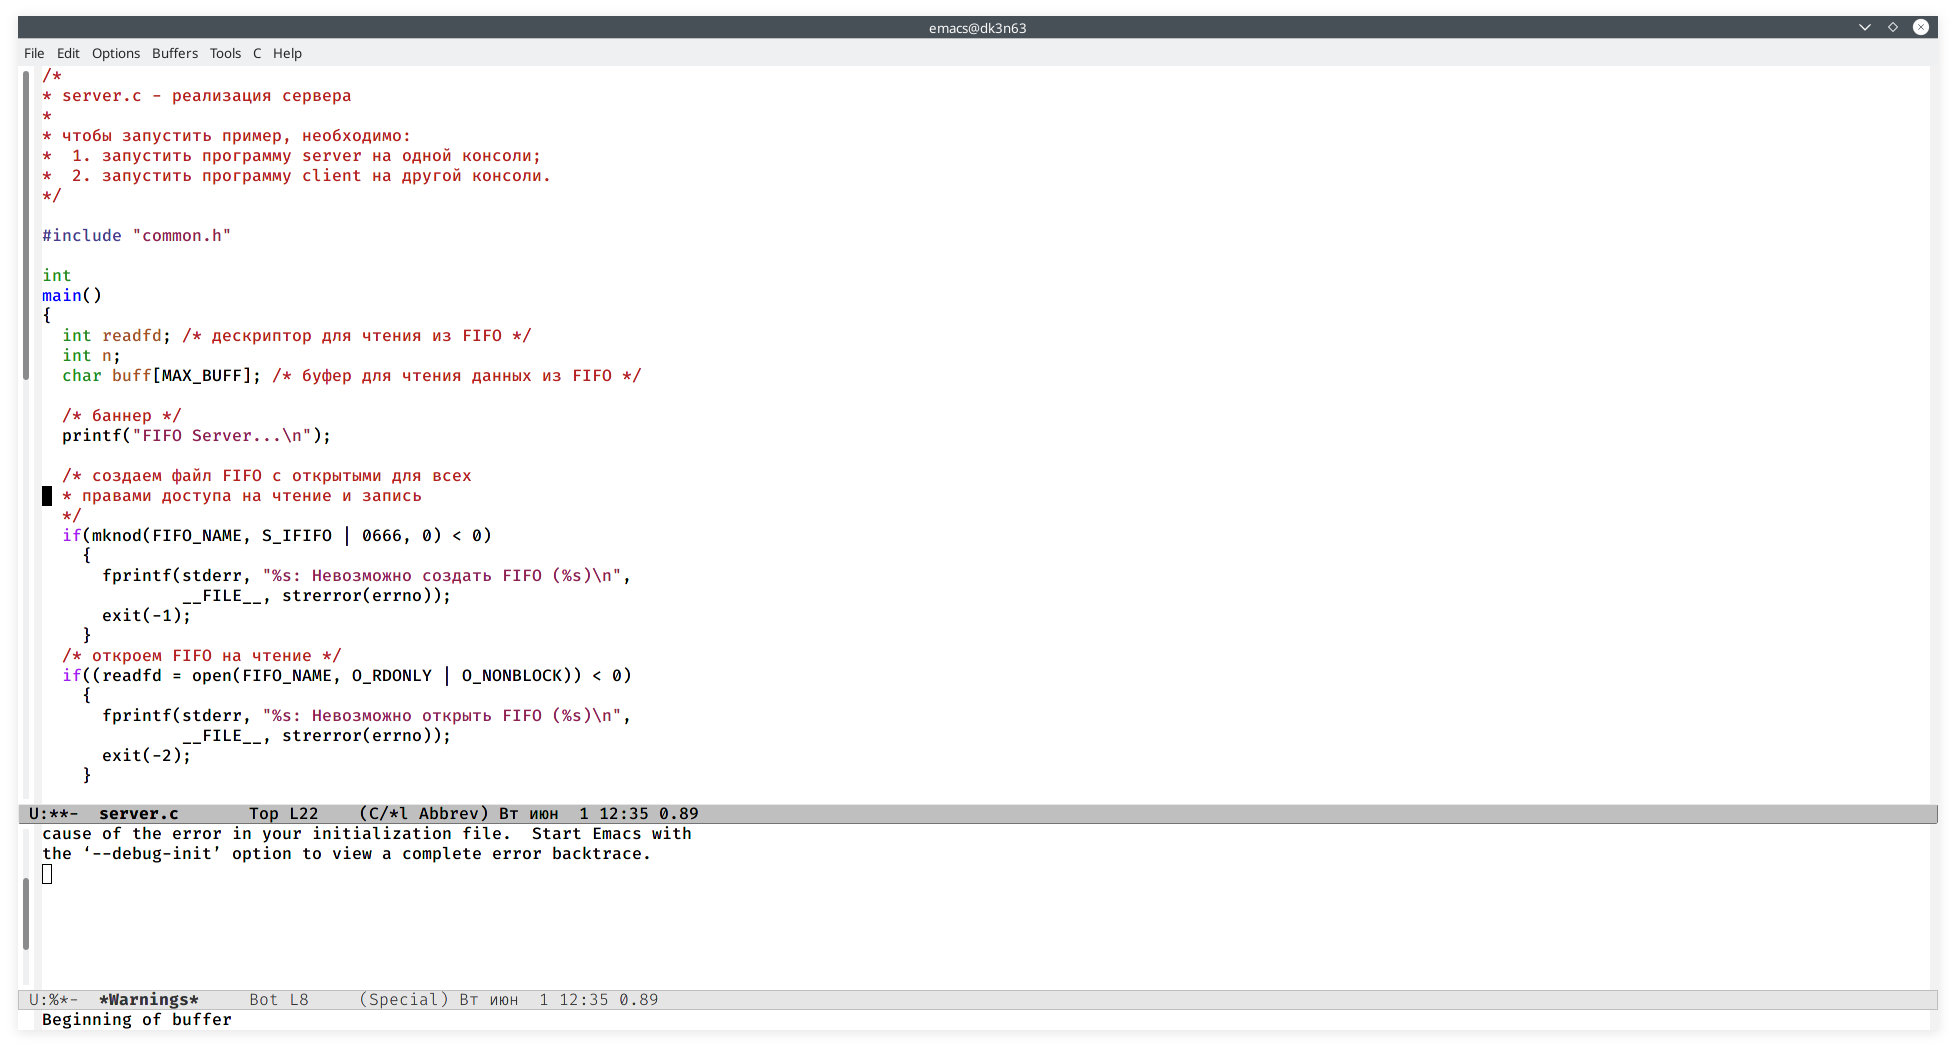 emacs@dk3n63
File Edit Options Buffers Tools C Help
/*
* server.c - реализация сервера
*
* чтобы запустить пример, необходимо:
*  1. запустить программу server на одной консоли;
*  2. запустить программу client на другой консоли.
*/
#include "common.h"
int
main()
{
  int readfd; /* дескриптор для чтения из FIFO */
  int n;
  char buff[MAX_BUFF]; /* буфер для чтения данных из FIFO */
  /* баннер */
  printf("FIFO Server...\n");
  /* создаем файл FIFO с открытыми для всех
  * правами доступа на чтение и запись
  */
  if(mknod(FIFO_NAME, S_IFIFO | 0666, 0) < 0)
    {
      fprintf(stderr, "%s: Невозможно создать FIFO (%s)\n",
              __FILE__, strerror(errno));
      exit(-1);
    }
  /* откроем FIFO на чтение */
  if((readfd = open(FIFO_NAME, O_RDONLY | O_NONBLOCK)) < 0)
    {
      fprintf(stderr, "%s: Невозможно открыть FIFO (%s)\n",
              __FILE__, strerror(errno));
      exit(-2);
    }
U:**-  server.c       Top L22    (C/*l Abbrev) Вт июн  1 12:35 0.89
cause of the error in your initialization file.  Start Emacs with
the ‘--debug-init’ option to view a complete error backtrace.
U:%*-  *Warnings*     Bot L8     (Special) Вт июн  1 12:35 0.89
Beginning of buffer